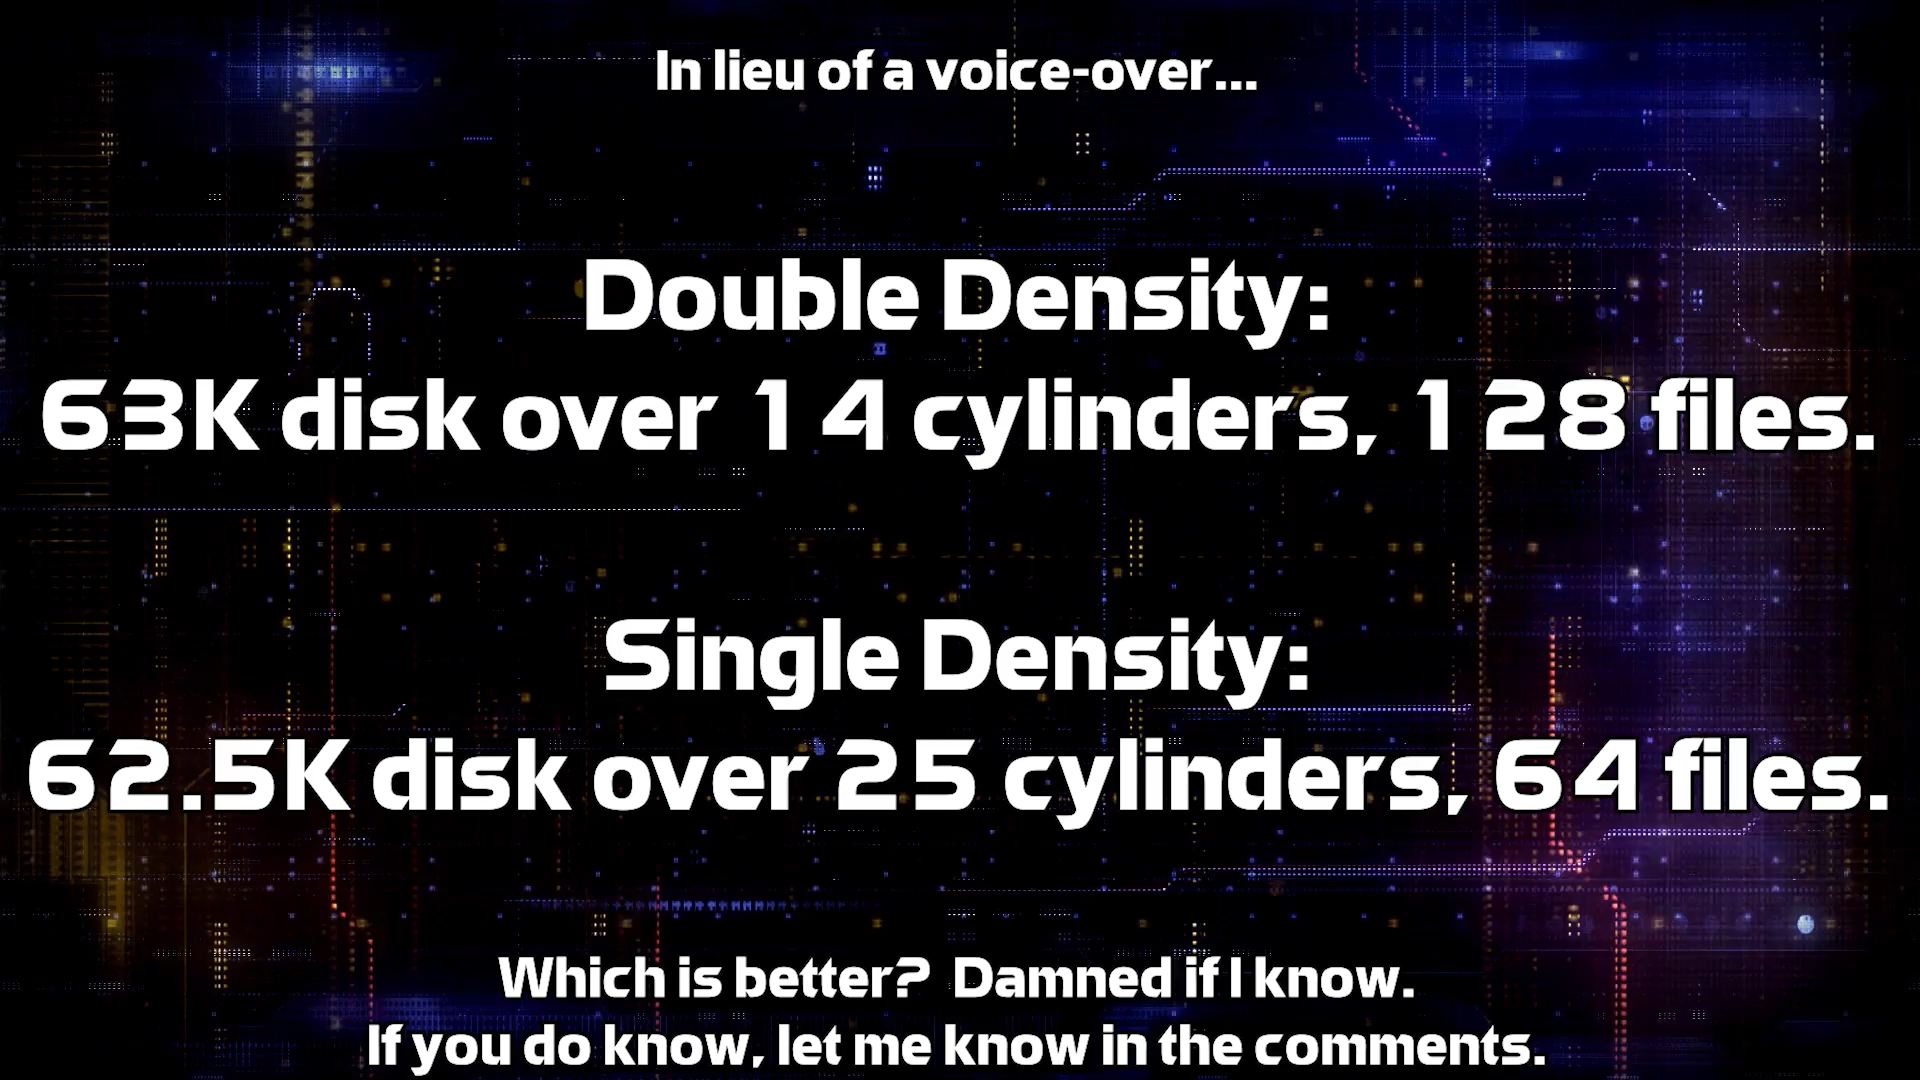 In lieu of a voice-over...
Double Density:
63K disk over 14 cylinders, 128 files.
Single Density:
62.5K disk over 25 cylinders, 64 files.
Which is better? Damned if I know.
If you do know, let me know in the comments.